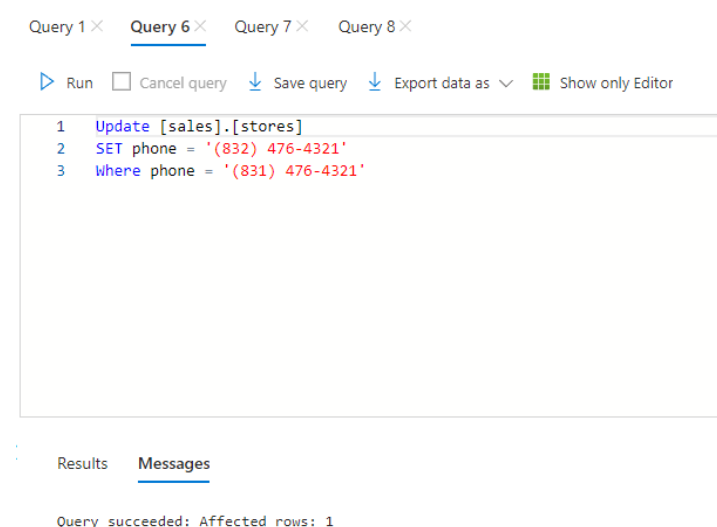 Query 1 Query 6 Query 7 Query 8
Run Cancel query Save query Export data as Show only Editor
1 Update [sales].[stores]
2 SET phone = '(832) 476-4321'
3 Where phone = '(831) 476-4321'
Results Messages
Query succeeded: Affected rows: 1